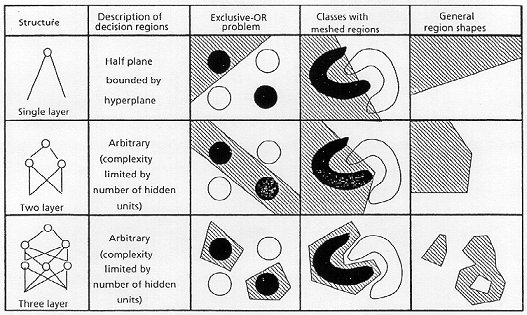 Structure
Description of
decision regions
Exclusive-OR
problem
Classes with
meshed regions
General
region shapes
Single layer
Half plane
bounded by
hyperplane
Two layer
Arbitrary
(complexity
limited by
number of hidden
units)
Three layer
Arbitrary
(complexity
limited by
number of hidden
units)